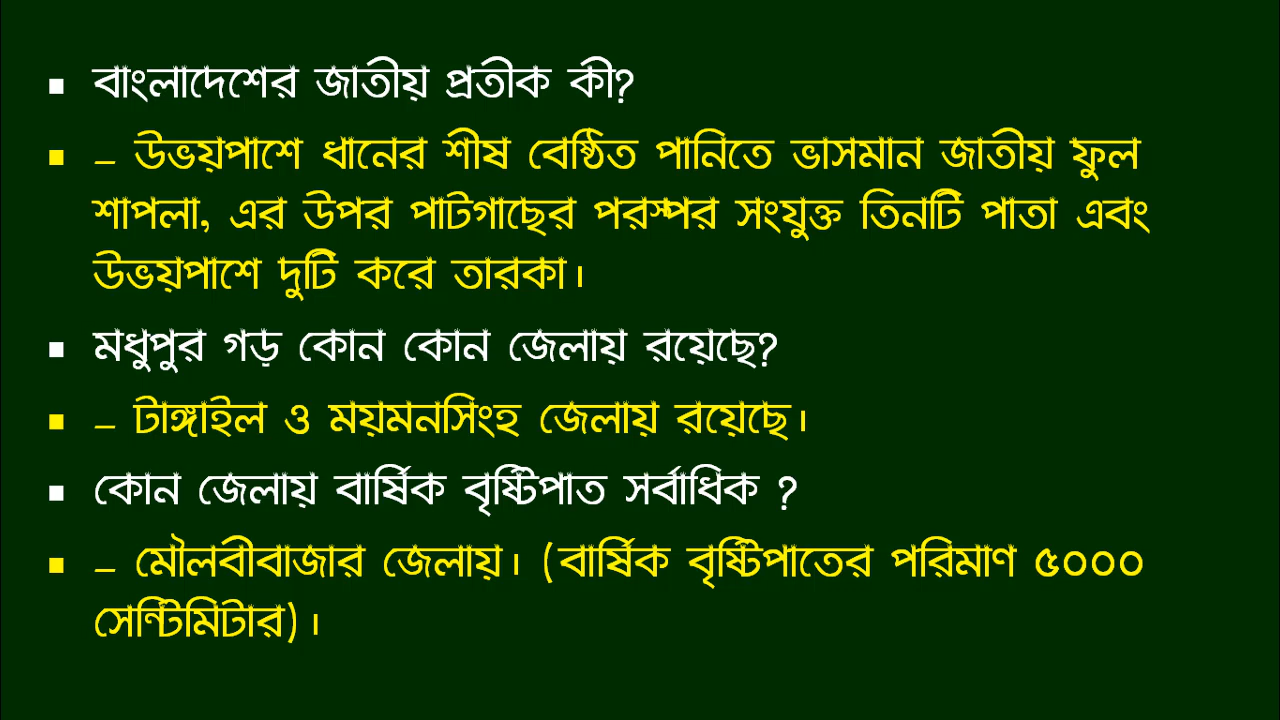 ▪ বাংলাদেশের জাতীয় প্রতীক কী?
▪ – উভয়পাশে ধানের শীষ বেষ্ঠিত পানিতে ভাসমান জাতীয় ফুল
শাপলা, এর উপর পাটগাছের পরস্পর সংযুক্ত তিনটি পাতা এবং
উভয়পাশে দুটি করে তারকা।
▪ মধুপুর গড় কোন কোন জেলায় রয়েছে?
▪ – টাঙ্গাইল ও ময়মনসিংহ জেলায় রয়েছে।
▪ কোন জেলায় বার্ষিক বৃষ্টিপাত সর্বাধিক ?
▪ – মৌলবীবাজার জেলায়। (বার্ষিক বৃষ্টিপাতের পরিমাণ ৫০০০
সেন্টিমিটার)।